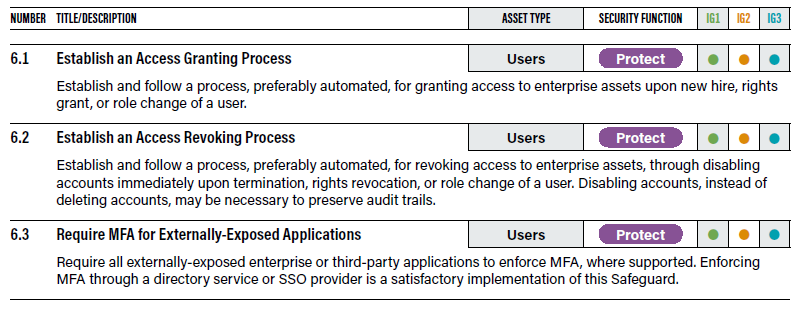 NUMBER TITLE/DESCRIPTION ASSET TYPE SECURITY FUNCTION IG1 IG2 IG3
6.1 Establish an Access Granting Process Users Protect
Establish and follow a process, preferably automated, for granting access to enterprise assets upon new hire, rights
grant, or role change of a user.
6.2 Establish an Access Revoking Process Users Protect
Establish and follow a process, preferably automated, for revoking access to enterprise assets, through disabling
accounts immediately upon termination, rights revocation, or role change of a user. Disabling accounts, instead of
deleting accounts, may be necessary to preserve audit trails.
6.3 Require MFA for Externally-Exposed Applications Users Protect
Require all externally-exposed enterprise or third-party applications to enforce MFA, where supported. Enforcing
MFA through a directory service or SSO provider is a satisfactory implementation of this Safeguard.